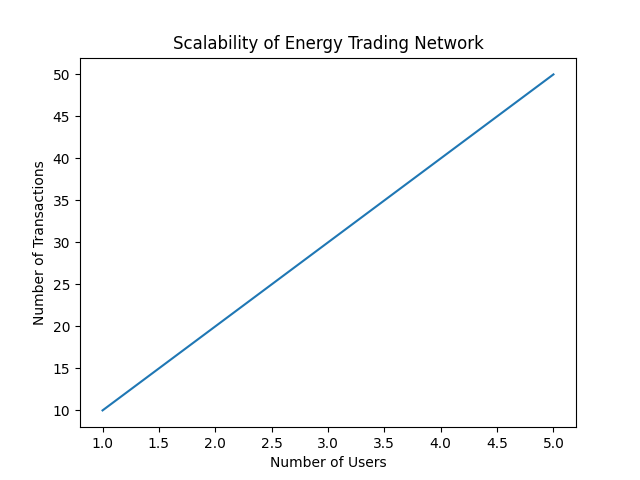 Scalability of Energy Trading Network
50
45
40
35
30
25
20
15
10
Number of Transactions
1.0 1.5 2.0 2.5 3.0 3.5 4.0 4.5 5.0
Number of Users